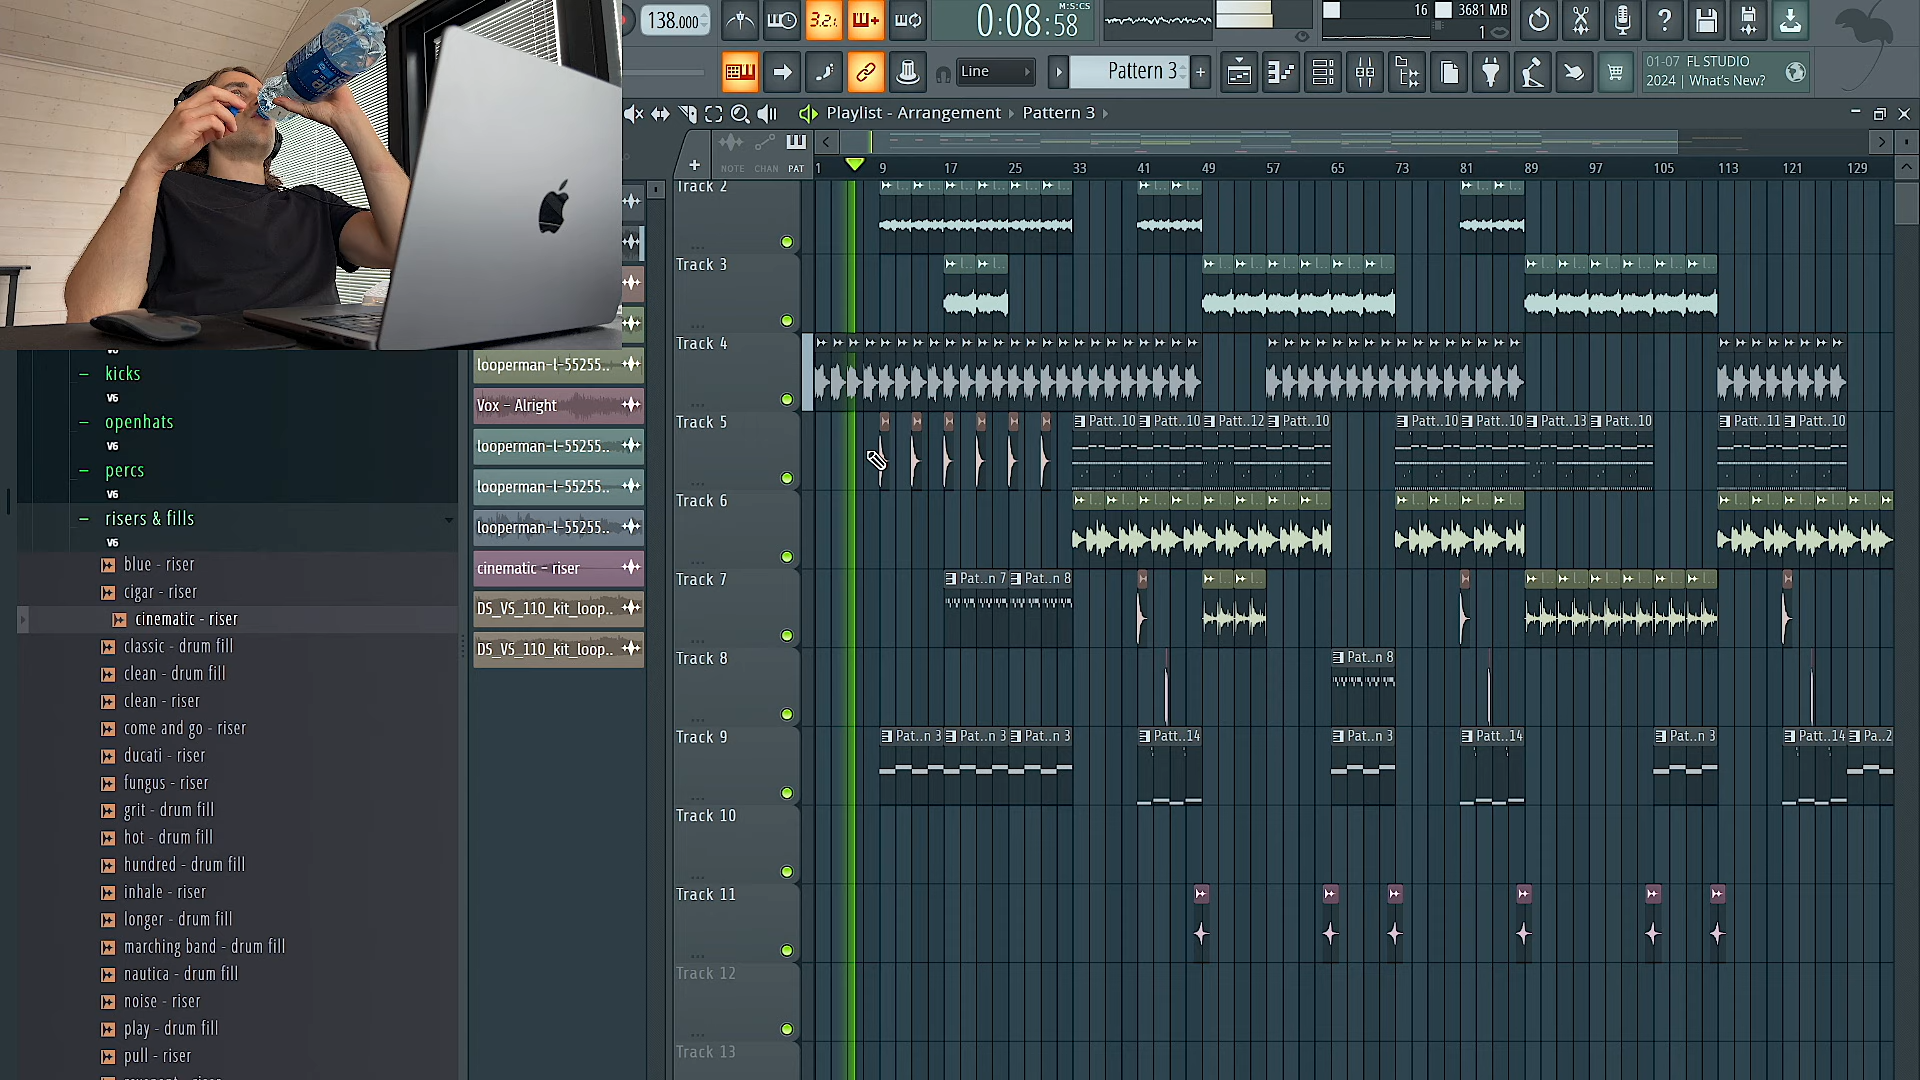 138.000
3.2.
0:08:58
M:S:CS
16
3681 MB
1
Line
Pattern 3
+
01-07 FL STUDIO
2024 | What's New?
Playlist - Arrangement
Pattern 3
NOTE CHAN PAT
1 9 17 25 33 41 49 57 65 73 81 89 97 105 113 121 129
Track 2
Track 3
Track 4
Track 5
Patt..10 Patt..10 Patt..12 Patt..10 Patt..10 Patt..10 Patt..13 Patt..10 Patt..11 Patt..10
Track 6
Track 7
Pat..n 7 Pat..n 8
Track 8
Pat..n 8
Track 9
Pat..n 3 Pat..n 3 Pat..n 3 Patt..14 Pat..n 3 Patt..14 Pat..n 3 Patt..14 Pa..2
Track 10
Track 11
Track 12
Track 13
looperman-l-55255..
Vox - Alright
looperman-l-55255..
looperman-l-55255..
looperman-l-55255..
cinematic - riser
DS_VS_110_kit_loop..
DS_VS_110_kit_loop..
V6
kicks
V6
openhats
V6
percs
V6
risers & fills
V6
blue - riser
cigar - riser
cinematic - riser
classic - drum fill
clean - drum fill
clean - riser
come and go - riser
ducati - riser
fungus - riser
grit - drum fill
hot - drum fill
hundred - drum fill
inhale - riser
longer - drum fill
marching band - drum fill
nautica - drum fill
noise - riser
play - drum fill
pull - riser